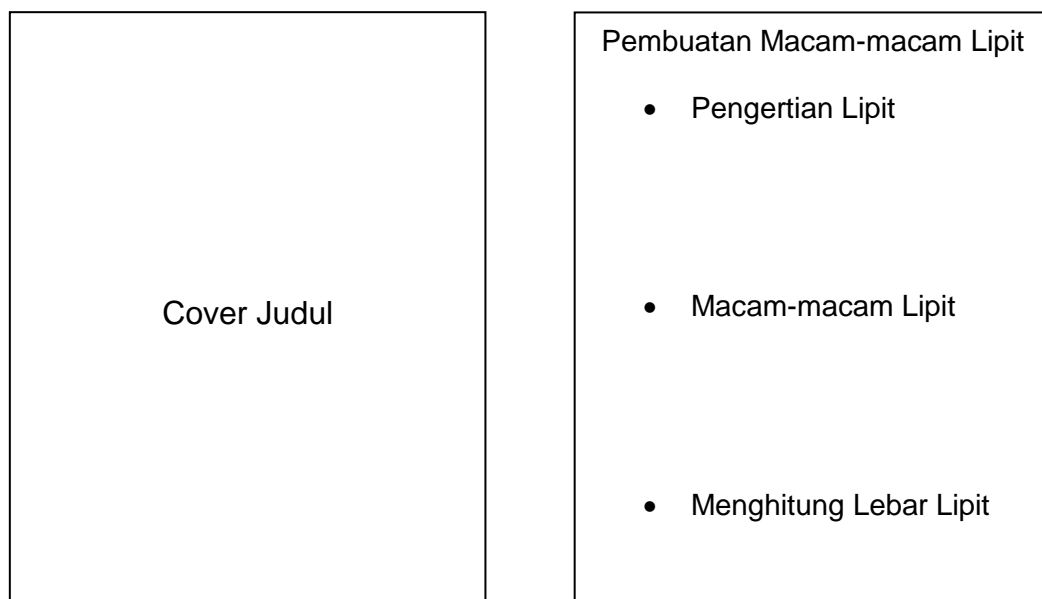 Cover Judul
Pembuatan Macam-macam Lipit
• Pengertian Lipit
• Macam-macam Lipit
• Menghitung Lebar Lipit